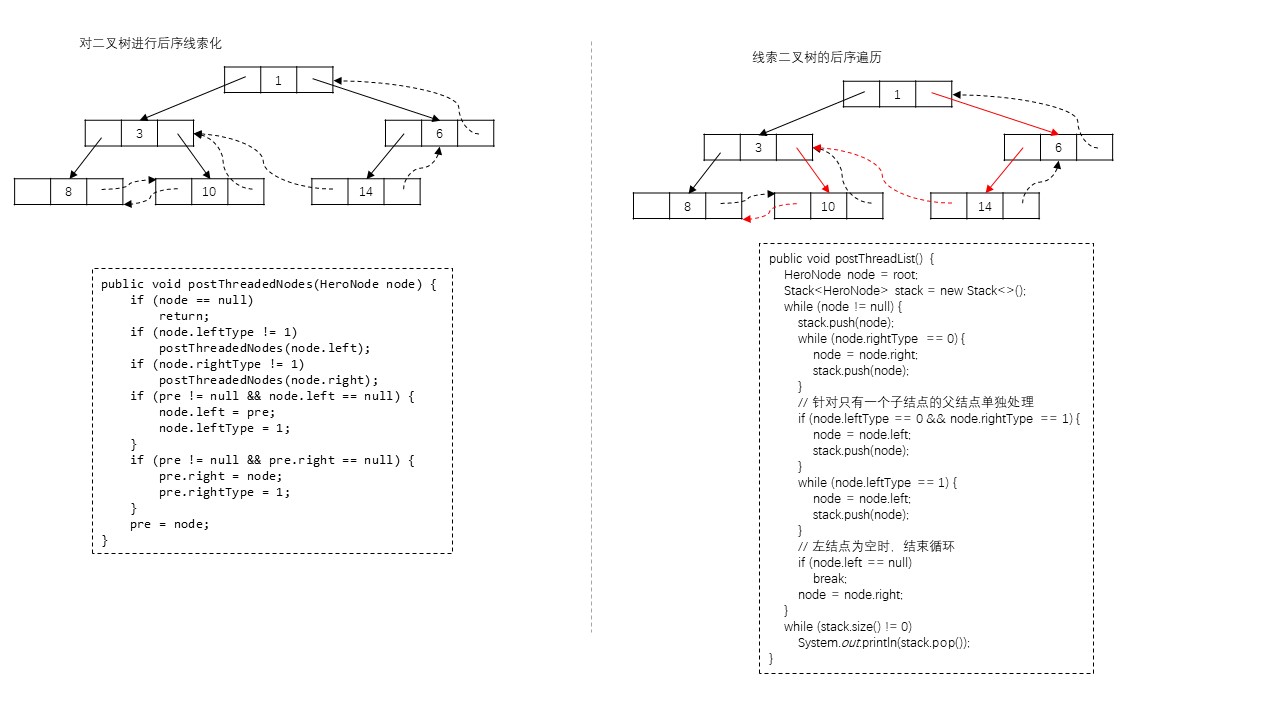 对二叉树进行后序线索化
1
3
6
8
10
14
public void postThreadedNodes(HeroNode node) {
    if (node == null)
        return;
    if (node.leftType != 1)
        postThreadedNodes(node.left);
    if (node.rightType != 1)
        postThreadedNodes(node.right);
    if (pre != null && node.left == null) {
        node.left = pre;
        node.leftType = 1;
    }
    if (pre != null && pre.right == null) {
        pre.right = node;
        pre.rightType = 1;
    }
    pre = node;
}
线索二叉树的后序遍历
1
3
6
8
10
14
public void postThreadList() {
    HeroNode node = root;
    Stack<HeroNode> stack = new Stack<>();
    while (node != null) {
        stack.push(node);
        while (node.rightType == 0) {
            node = node.right;
            stack.push(node);
        }
        // 针对只有一个子结点的父结点单独处理
        if (node.leftType == 0 && node.rightType == 1) {
            node = node.left;
            stack.push(node);
        }
        while (node.leftType == 1) {
            node = node.left;
            stack.push(node);
        }
        // 左结点为空时，结束循环
        if (node.left == null)
            break;
        node = node.right;
    }
    while (stack.size() != 0)
        System.out.println(stack.pop());
}